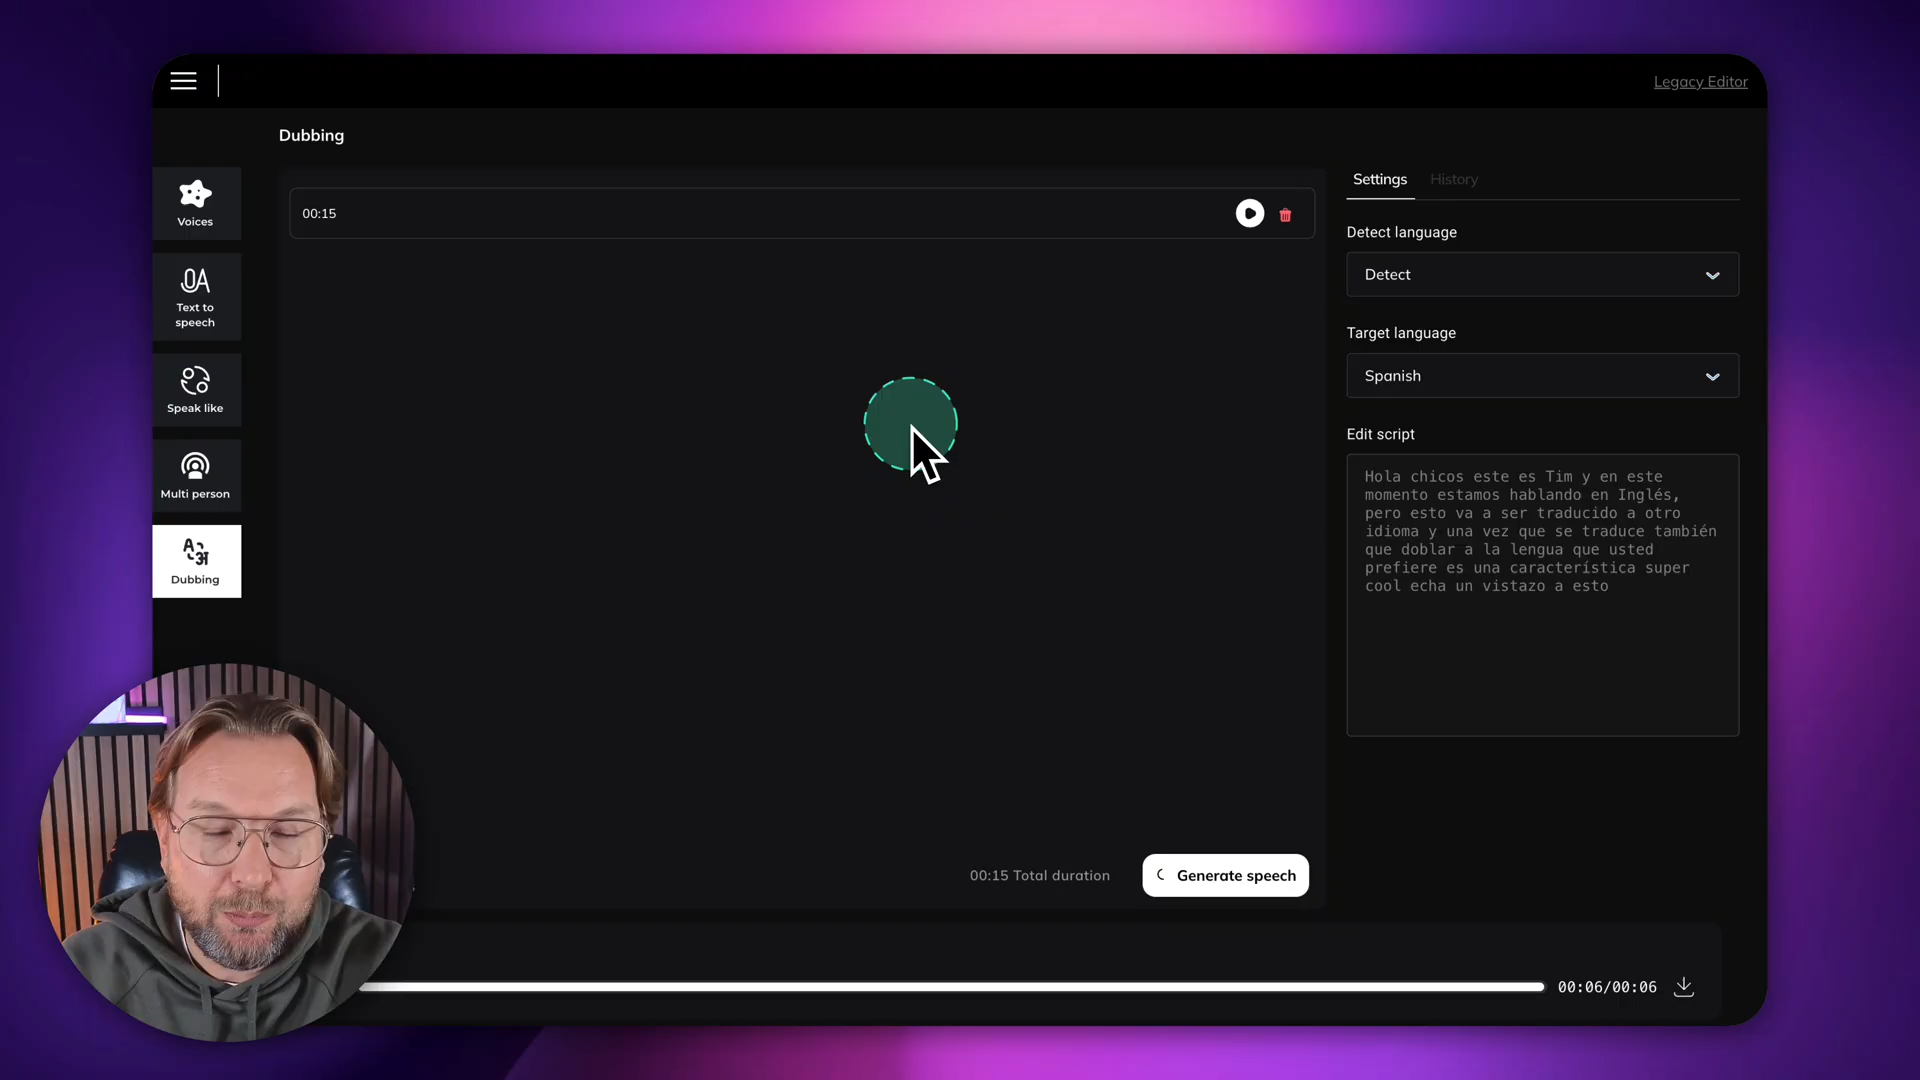 Legacy Editor
Dubbing
Voices
Text to
speech
Speak like
Multi person
Dubbing
00:15
00:15 Total duration
Generate speech
Settings
History
Detect language
Detect
Target language
Spanish
Edit script
Hola chicos este es Tim y en este
momento estamos hablando en Inglés,
pero esto va a ser traducido a otro
idioma y una vez que se traduce también
que doblar a la lengua que usted
prefiere es una característica super
cool echa un vistazo a esto
00:06/00:06